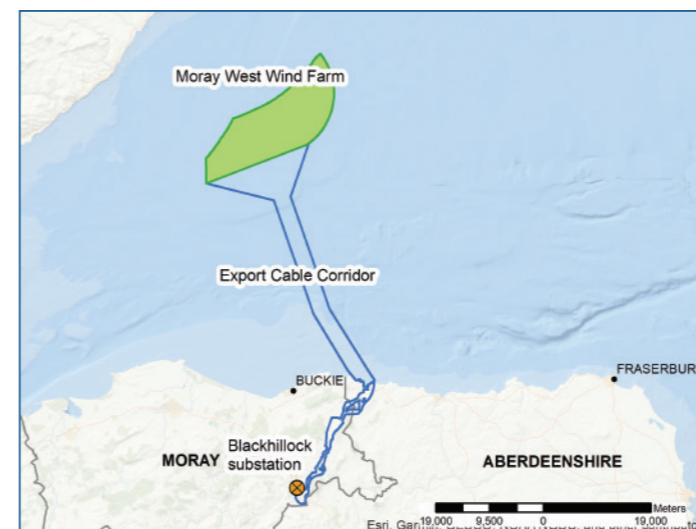 Moray West Wind Farm
Export Cable Corridor
BUCKIE
FRASERBUR
Blackhillock
substation
MORAY
ABERDEENSHIRE
Meters
19,000 9,500 0 19,000
Esri, Garmin,